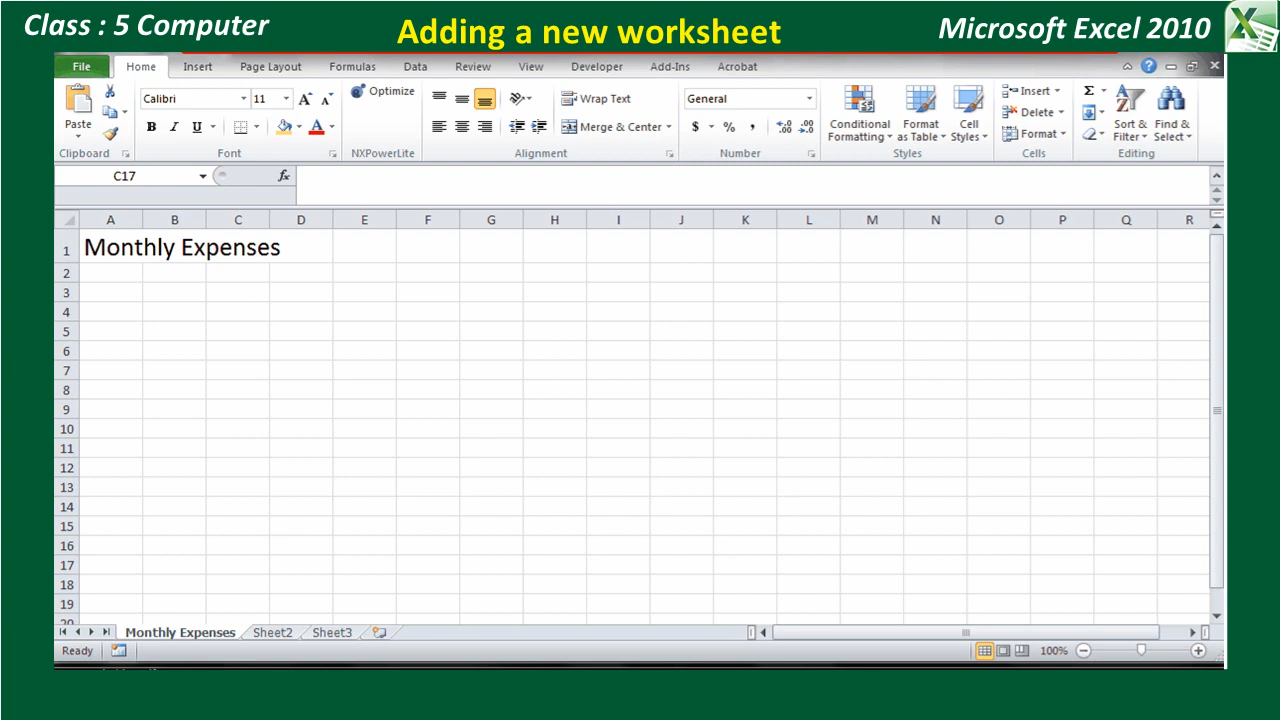 Class : 5 Computer
Adding a new worksheet
Microsoft Excel 2010
File Home Insert Page Layout Formulas Data Review View Developer Add-Ins Acrobat
Calibri 11 Optimize Wrap Text General Insert Σ
Paste Conditional Formatting Format as Table Cell Styles Delete Sort & Filter Find & Select
B I U A Merge & Center $ % , Format
Clipboard Font NXPowerLite Alignment Number Styles Cells Editing
C17 fx
A B C D E F G H I J K L M N O P Q R
1 Monthly Expenses
2
3
4
5
6
7
8
9
10
11
12
13
14
15
16
17
18
19
20
Monthly Expenses Sheet2 Sheet3
Ready 100%